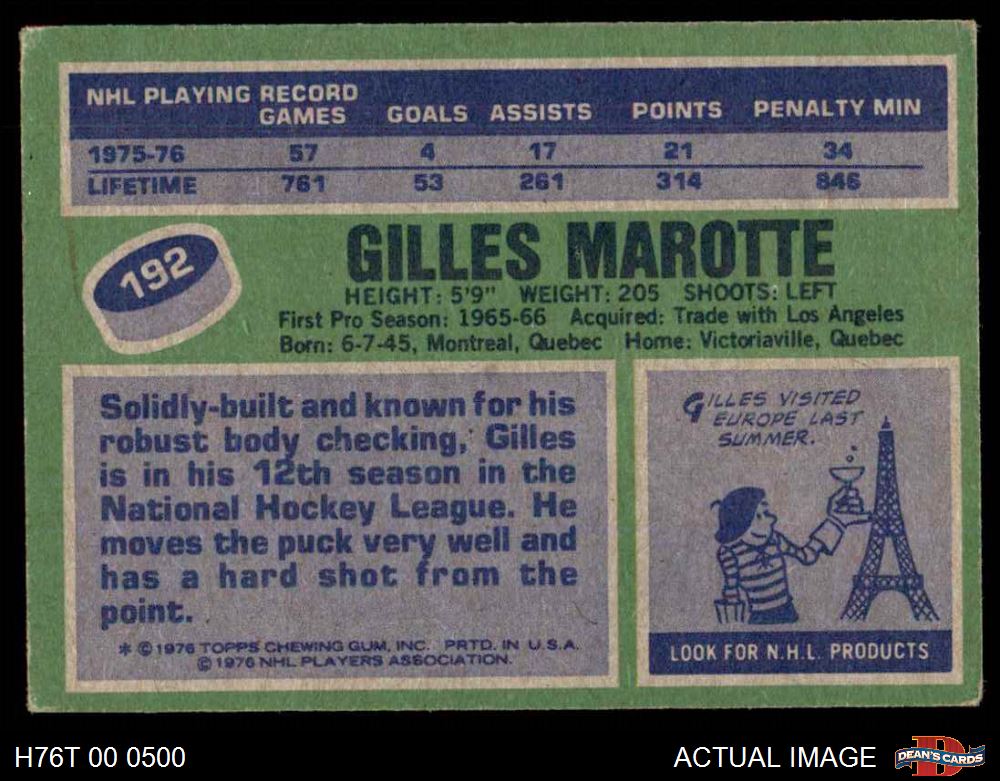 NHL PLAYING RECORD
GAMES GOALS ASSISTS POINTS PENALTY MIN
1975-76 57 4 17 21 34
LIFETIME 761 53 261 314 846
192
GILLES MAROTTE
HEIGHT: 5'9" WEIGHT: 205 SHOOTS: LEFT
First Pro Season: 1965-66 Acquired: Trade with Los Angeles
Born: 6-7-45, Montreal, Quebec Home: Victoriaville, Quebec
Solidly-built and known for his
robust body checking, Gilles
is in his 12th season in the
National Hockey League. He
moves the puck very well and
has a hard shot from the
point.
* © 1976 TOPPS CHEWING GUM, INC. PRTD. IN U.S.A.
© 1976 NHL PLAYERS ASSOCIATION.
GILLES VISITED
EUROPE LAST
SUMMER.
LOOK FOR N.H.L. PRODUCTS
H76T 00 0500
ACTUAL IMAGE
D
DEAN'S CARDS